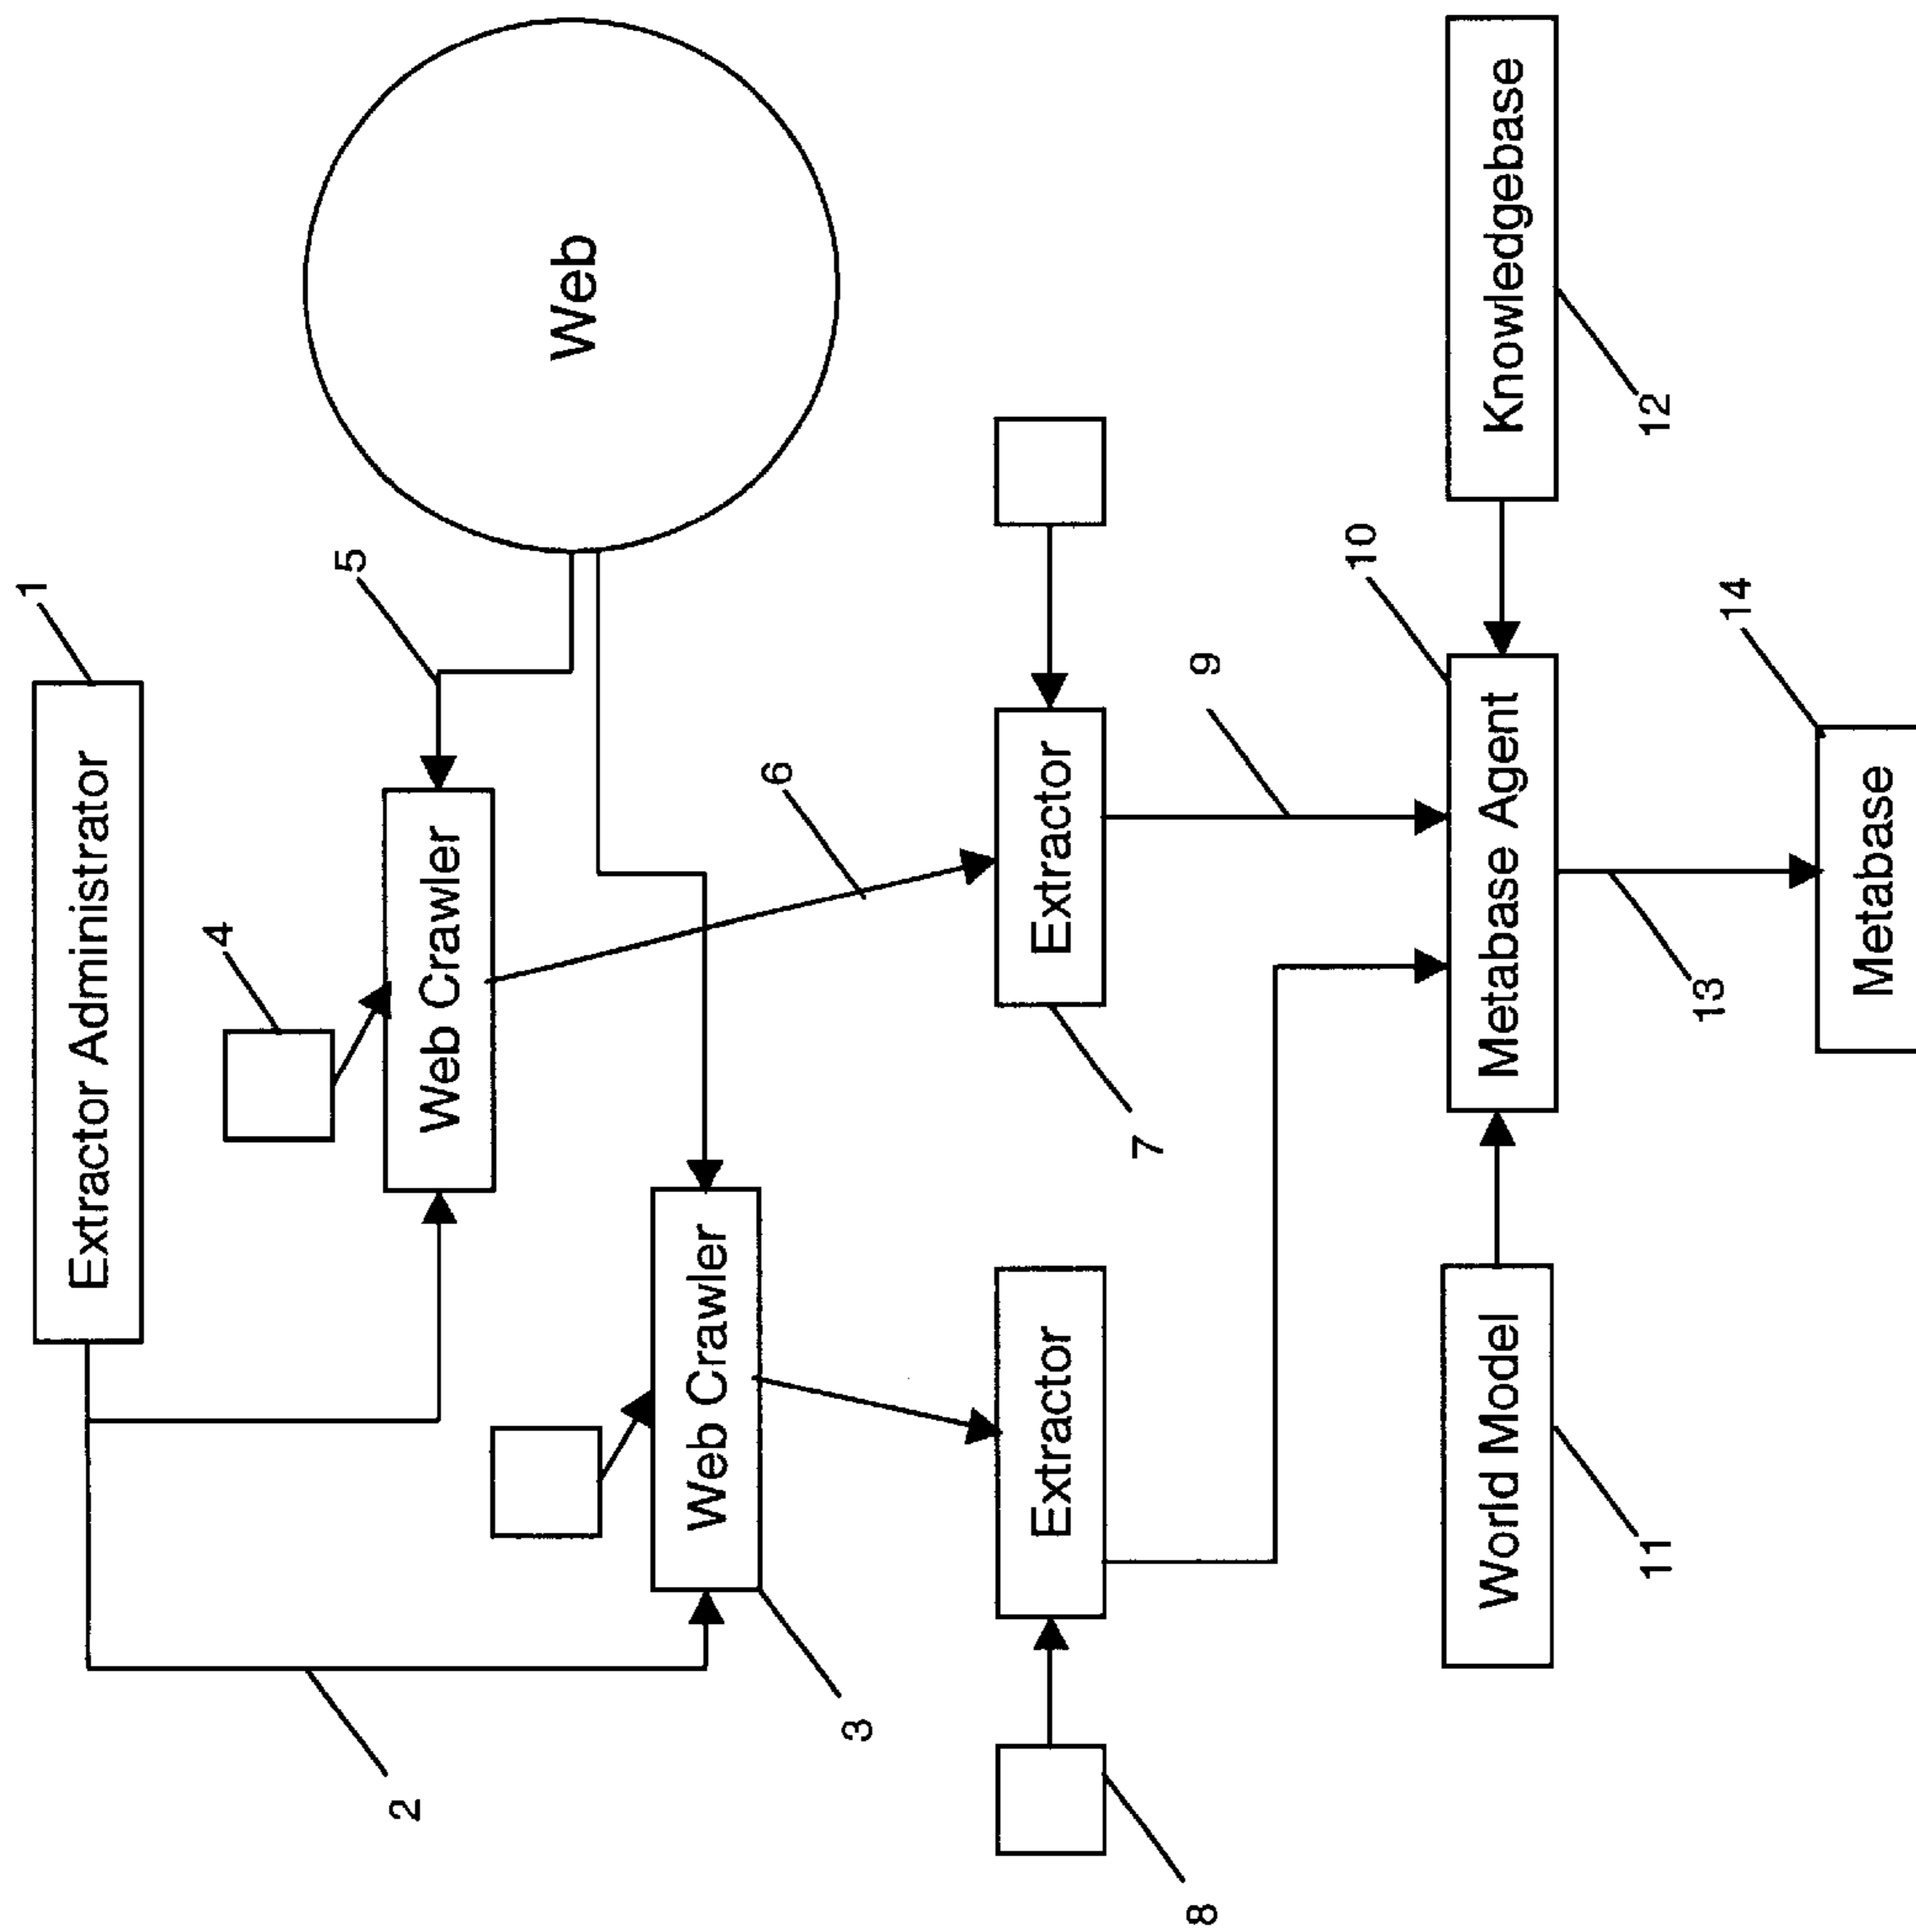 Extractor Administrator
1
2
4
Web Crawler
5
Web
Web Crawler
3
6
Extractor
8
Extractor
7
9
10
World Model
11
Metabase Agent
Knowledgebase
12
13
14
Metabase